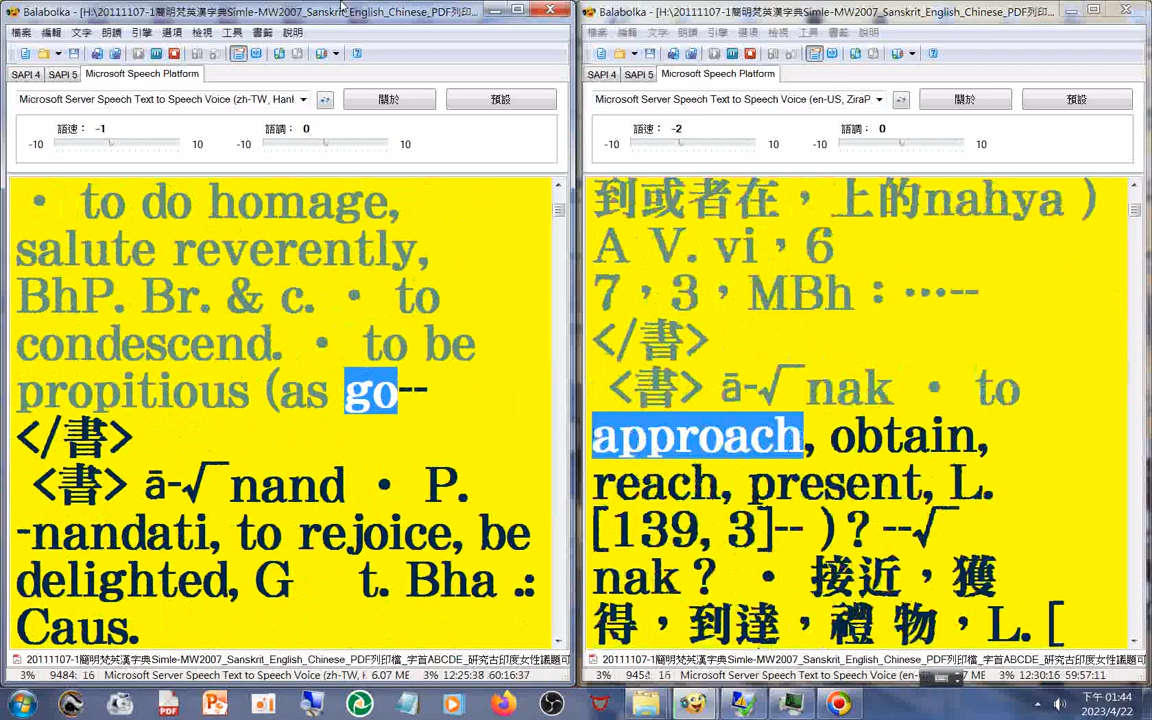 Balabolka - [H:\20111107-1簡明梵英漢字典Simle-MW2007_Sanskrit_English_Chinese_PDF列印...
檔案 編輯 文字 朗讀 引擎 選項 檢視 工具 書籤 說明
SAPI 4 SAPI 5 Microsoft Speech Platform
Microsoft Server Speech Text to Speech Voice (zh-TW, Hanl 關於 預設
語速： -1 語調： 0
-10 10 -10 10
• to do homage,
salute reverently,
BhP. Br. & c. • to
condescend. • to be
propitious (as go--
</書>
<書> ā-√nand • P.
-nandati, to rejoice, be
delighted, G t. Bha .:
Caus.
20111107-1簡明梵英漢字典Simle-MW2007_Sanskrit_English_Chinese_PDF列印檔_字首ABCDE_研究古印度女性議題可
3% 9484: 16 Microsoft Server Speech Text to Speech Voice (zh-TW, H 6.07 ME 3% 12:25:38 60:16:37
Balabolka - [H:\20111107-1簡明梵英漢字典Simle-MW2007_Sanskrit_English_Chinese_PDF列印...
檔案 編輯 文字 朗讀 引擎 選項 檢視 工具 書籤 說明
SAPI 4 SAPI 5 Microsoft Speech Platform
Microsoft Server Speech Text to Speech Voice (en-US, ZiraP 關於 預設
語速： -2 語調： 0
-10 10 -10 10
到或者在，上的nahya )
A V. vi，6
7，3，MBh：…--
</書>
<書> ā-√nak • to
approach, obtain,
reach, present, L.
[139, 3]-- )？--√
nak？ • 接近，獲
得，到達，禮 物，L. [
20111107-1簡明梵英漢字典Simle-MW2007_Sanskrit_English_Chinese_PDF列印檔_字首ABCDE_研究古印度女性議題可
3% 16 Microsoft Server Speech Text to Speech Voice (en-U 3% 12:30:16 59:57:11
下午 01:44
2023/4/22